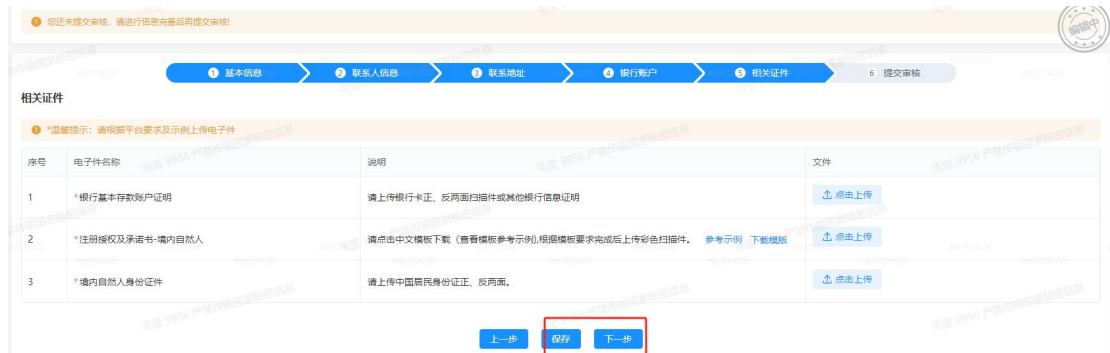 您还未提交审核，请进行信息完善后再提交审核!
编辑中
1 基本信息 2 联系人信息 3 联系地址 4 银行账户 5 相关证件 6 提交审核
相关证件
*温馨提示：请根据平台要求及示例上传电子件
序号 电子件名称 说明 文件
1 *银行基本存款账户证明 请上传银行卡正、反两面扫描件或其他银行信息证明 点击上传
2 *注册授权及承诺书-境内自然人 请点击中文模板下载（查看模板参考示例),根据模板要求完成后上传彩色扫描件。 参考示例 下载模版 点击上传
3 *境内自然人身份证件 请上传中国居民身份证正、反两面。 点击上传
上一步 保存 下一步